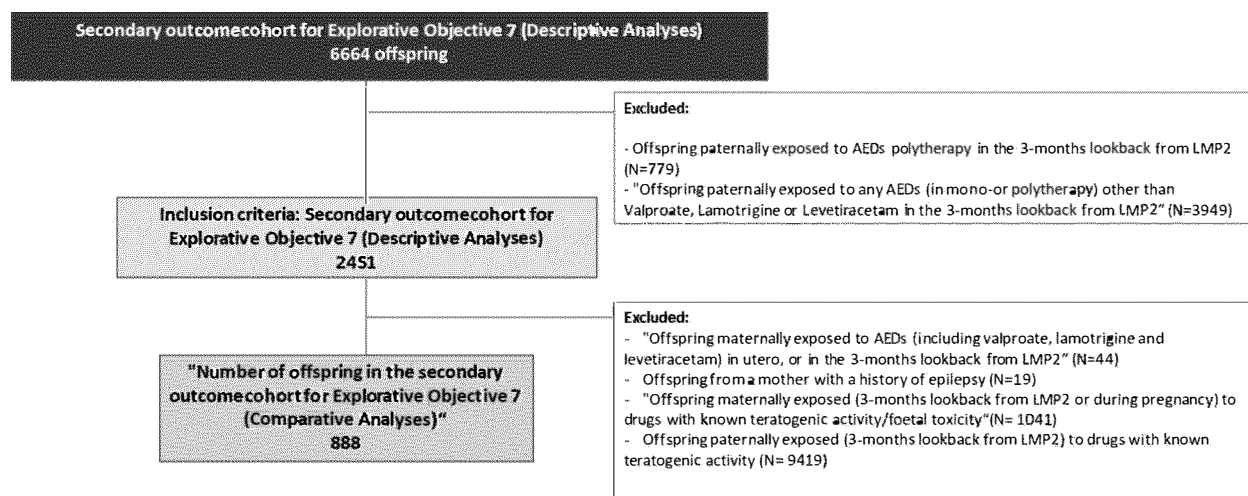 Secondary outcomecohort for Explorative Objective 7 (Descriptive Analyses)
6664 offspring
Excluded:
- Offspring paternally exposed to AEDs polytherapy in the 3-months lookback from LMP2
(N=779)
- "Offspring paternally exposed to any AEDs (in mono-or polytherapy) other than
Valproate, Lamotrigine or Levetiracetam in the 3-months lookback from LMP2" (N=3949)
Inclusion criteria: Secondary outcomecohort for
Explorative Objective 7 (Descriptive Analyses)
2451
Excluded:
- "Offspring maternally exposed to AEDs (including valproate, lamotrigine and
levetiracetam) in utero, or in the 3-months lookback from LMP2" (N=44)
- Offspring from a mother with a history of epilepsy (N=19)
- "Offspring maternally exposed (3-months lookback from LMP2 or during pregnancy) to
drugs with known teratogenic activity/foetal toxicity"(N= 1041)
- Offspring paternally exposed (3-months lookback from LMP2) to drugs with known
teratogenic activity (N= 9419)
"Number of offspring in the secondary
outcomecohort for Explorative Objective 7
(Comparative Analyses)"
888